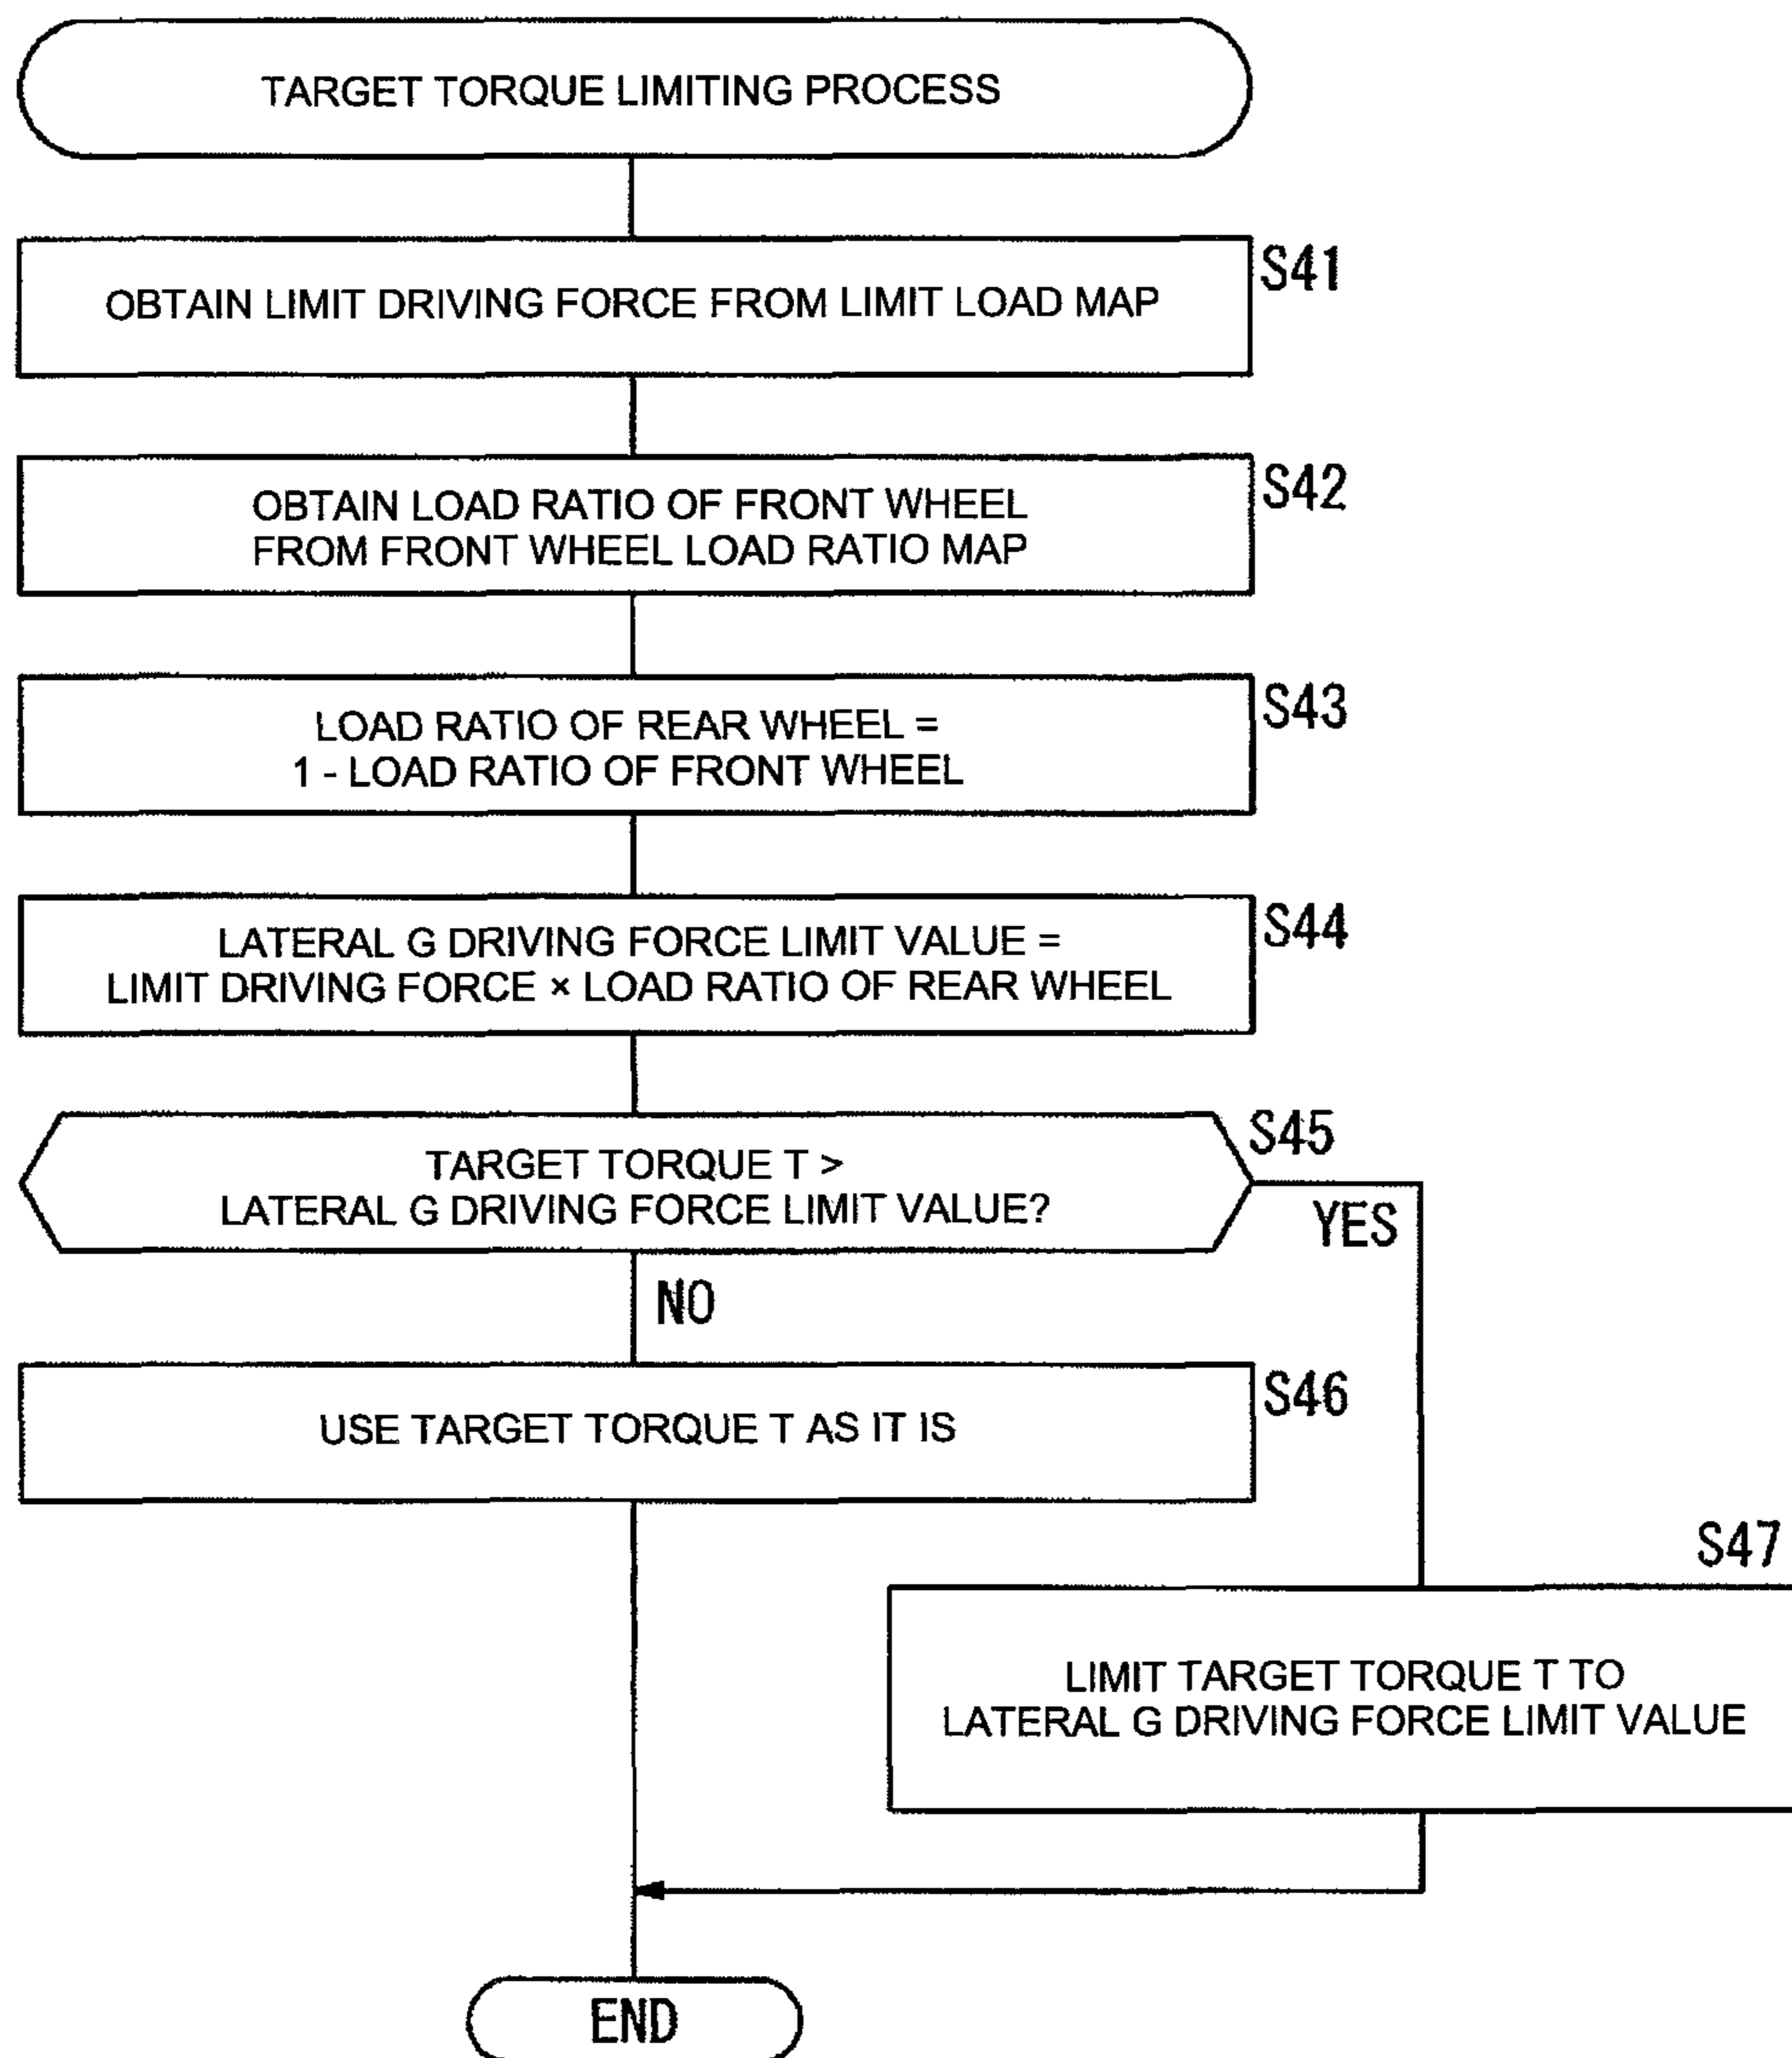 TARGET TORQUE LIMITING PROCESS
S41
OBTAIN LIMIT DRIVING FORCE FROM LIMIT LOAD MAP
S42
OBTAIN LOAD RATIO OF FRONT WHEEL
FROM FRONT WHEEL LOAD RATIO MAP
S43
LOAD RATIO OF REAR WHEEL =
1 - LOAD RATIO OF FRONT WHEEL
S44
LATERAL G DRIVING FORCE LIMIT VALUE =
LIMIT DRIVING FORCE × LOAD RATIO OF REAR WHEEL
S45
TARGET TORQUE T >
LATERAL G DRIVING FORCE LIMIT VALUE?
YES
NO
S46
USE TARGET TORQUE T AS IT IS
S47
LIMIT TARGET TORQUE T TO
LATERAL G DRIVING FORCE LIMIT VALUE
END